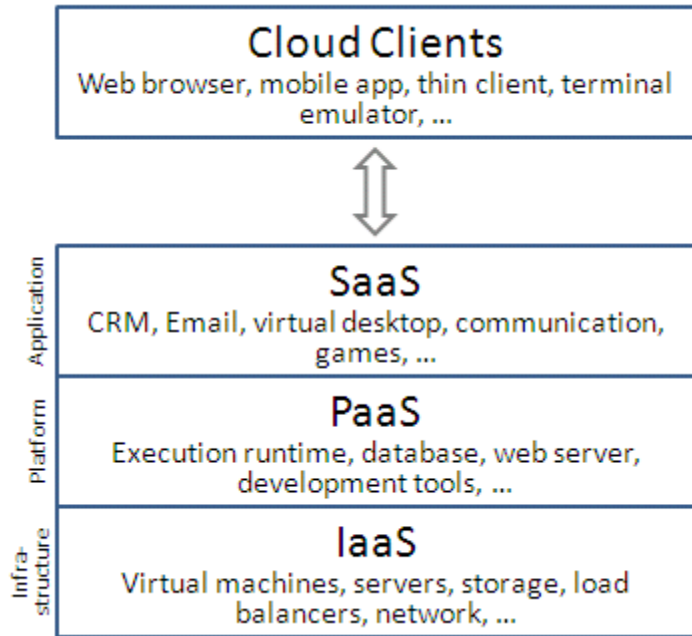 Cloud Clients
Web browser, mobile app, thin client, terminal
emulator, ...
Application
SaaS
CRM, Email, virtual desktop, communication,
games, ...
Platform
PaaS
Execution runtime, database, web server,
development tools, ...
Infra-
structure
IaaS
Virtual machines, servers, storage, load
balancers, network, ...